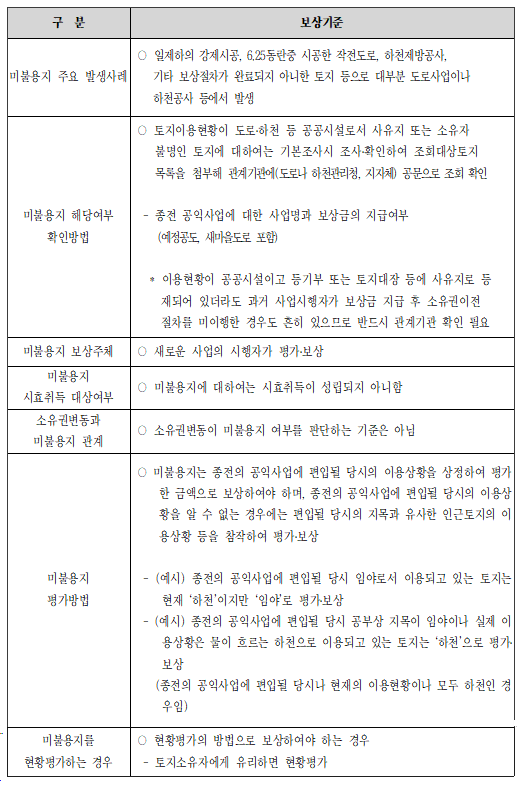 구 분
보상기준
미불용지 주요 발생사례
○ 일제하의 강제시공, 6.25동란중 시공한 작전도로, 하천제방공사,
기타 보상절차가 완료되지 아니한 토지 등으로 대부분 도로사업이나
하천공사 등에서 발생
미불용지 해당여부
확인방법
○ 토지이용현황이 도로·하천 등 공공시설로서 사유지 또는 소유자
불명인 토지에 대하여는 기본조사시 조사·확인하여 조회대상토지
목록을 첨부해 관계기관에(도로나 하천관리청, 지자체) 공문으로 조회 확인
- 종전 공익사업에 대한 사업명과 보상금의 지급여부
(예정공도, 새마을도로 포함)
* 이용현황이 공공시설이고 등기부 또는 토지대장 등에 사유지로 등
재되어 있더라도 과거 사업시행자가 보상금 지급 후 소유권이전
절차를 미이행한 경우도 흔히 있으므로 반드시 관계기관 확인 필요
미불용지 보상주체
○ 새로운 사업의 시행자가 평가·보상
미불용지
시효취득 대상여부
○ 미불용지에 대하여는 시효취득이 성립되지 아니함
소유권변동과
미불용지 관계
○ 소유권변동이 미불용지 여부를 판단하는 기준은 아님
미불용지
평가방법
○ 미불용지는 종전의 공익사업에 편입될 당시의 이용상황을 상정하여 평가
한 금액으로 보상하여야 하며, 종전의 공익사업에 편입될 당시의 이용상
황을 알 수 없는 경우에는 편입될 당시의 지목과 유사한 인근토지의 이
용상황 등을 참작하여 평가·보상
- (예시) 종전의 공익사업에 편입될 당시 임야로서 이용되고 있는 토지는
현재 '하천'이지만 '임야'로 평가·보상
- (예시) 종전의 공익사업에 편입될 당시 공부상 지목이 임야이나 실제 이
용상황은 물이 흐르는 하천으로 이용되고 있는 토지는 '하천'으로 평가·
보상
(종전의 공익사업에 편입될 당시나 현재의 이용현황이나 모두 하천인 경
우임)
미불용지를
현황평가하는 경우
○ 현황평가의 방법으로 보상하여야 하는 경우
- 토지소유자에게 유리하면 현황평가